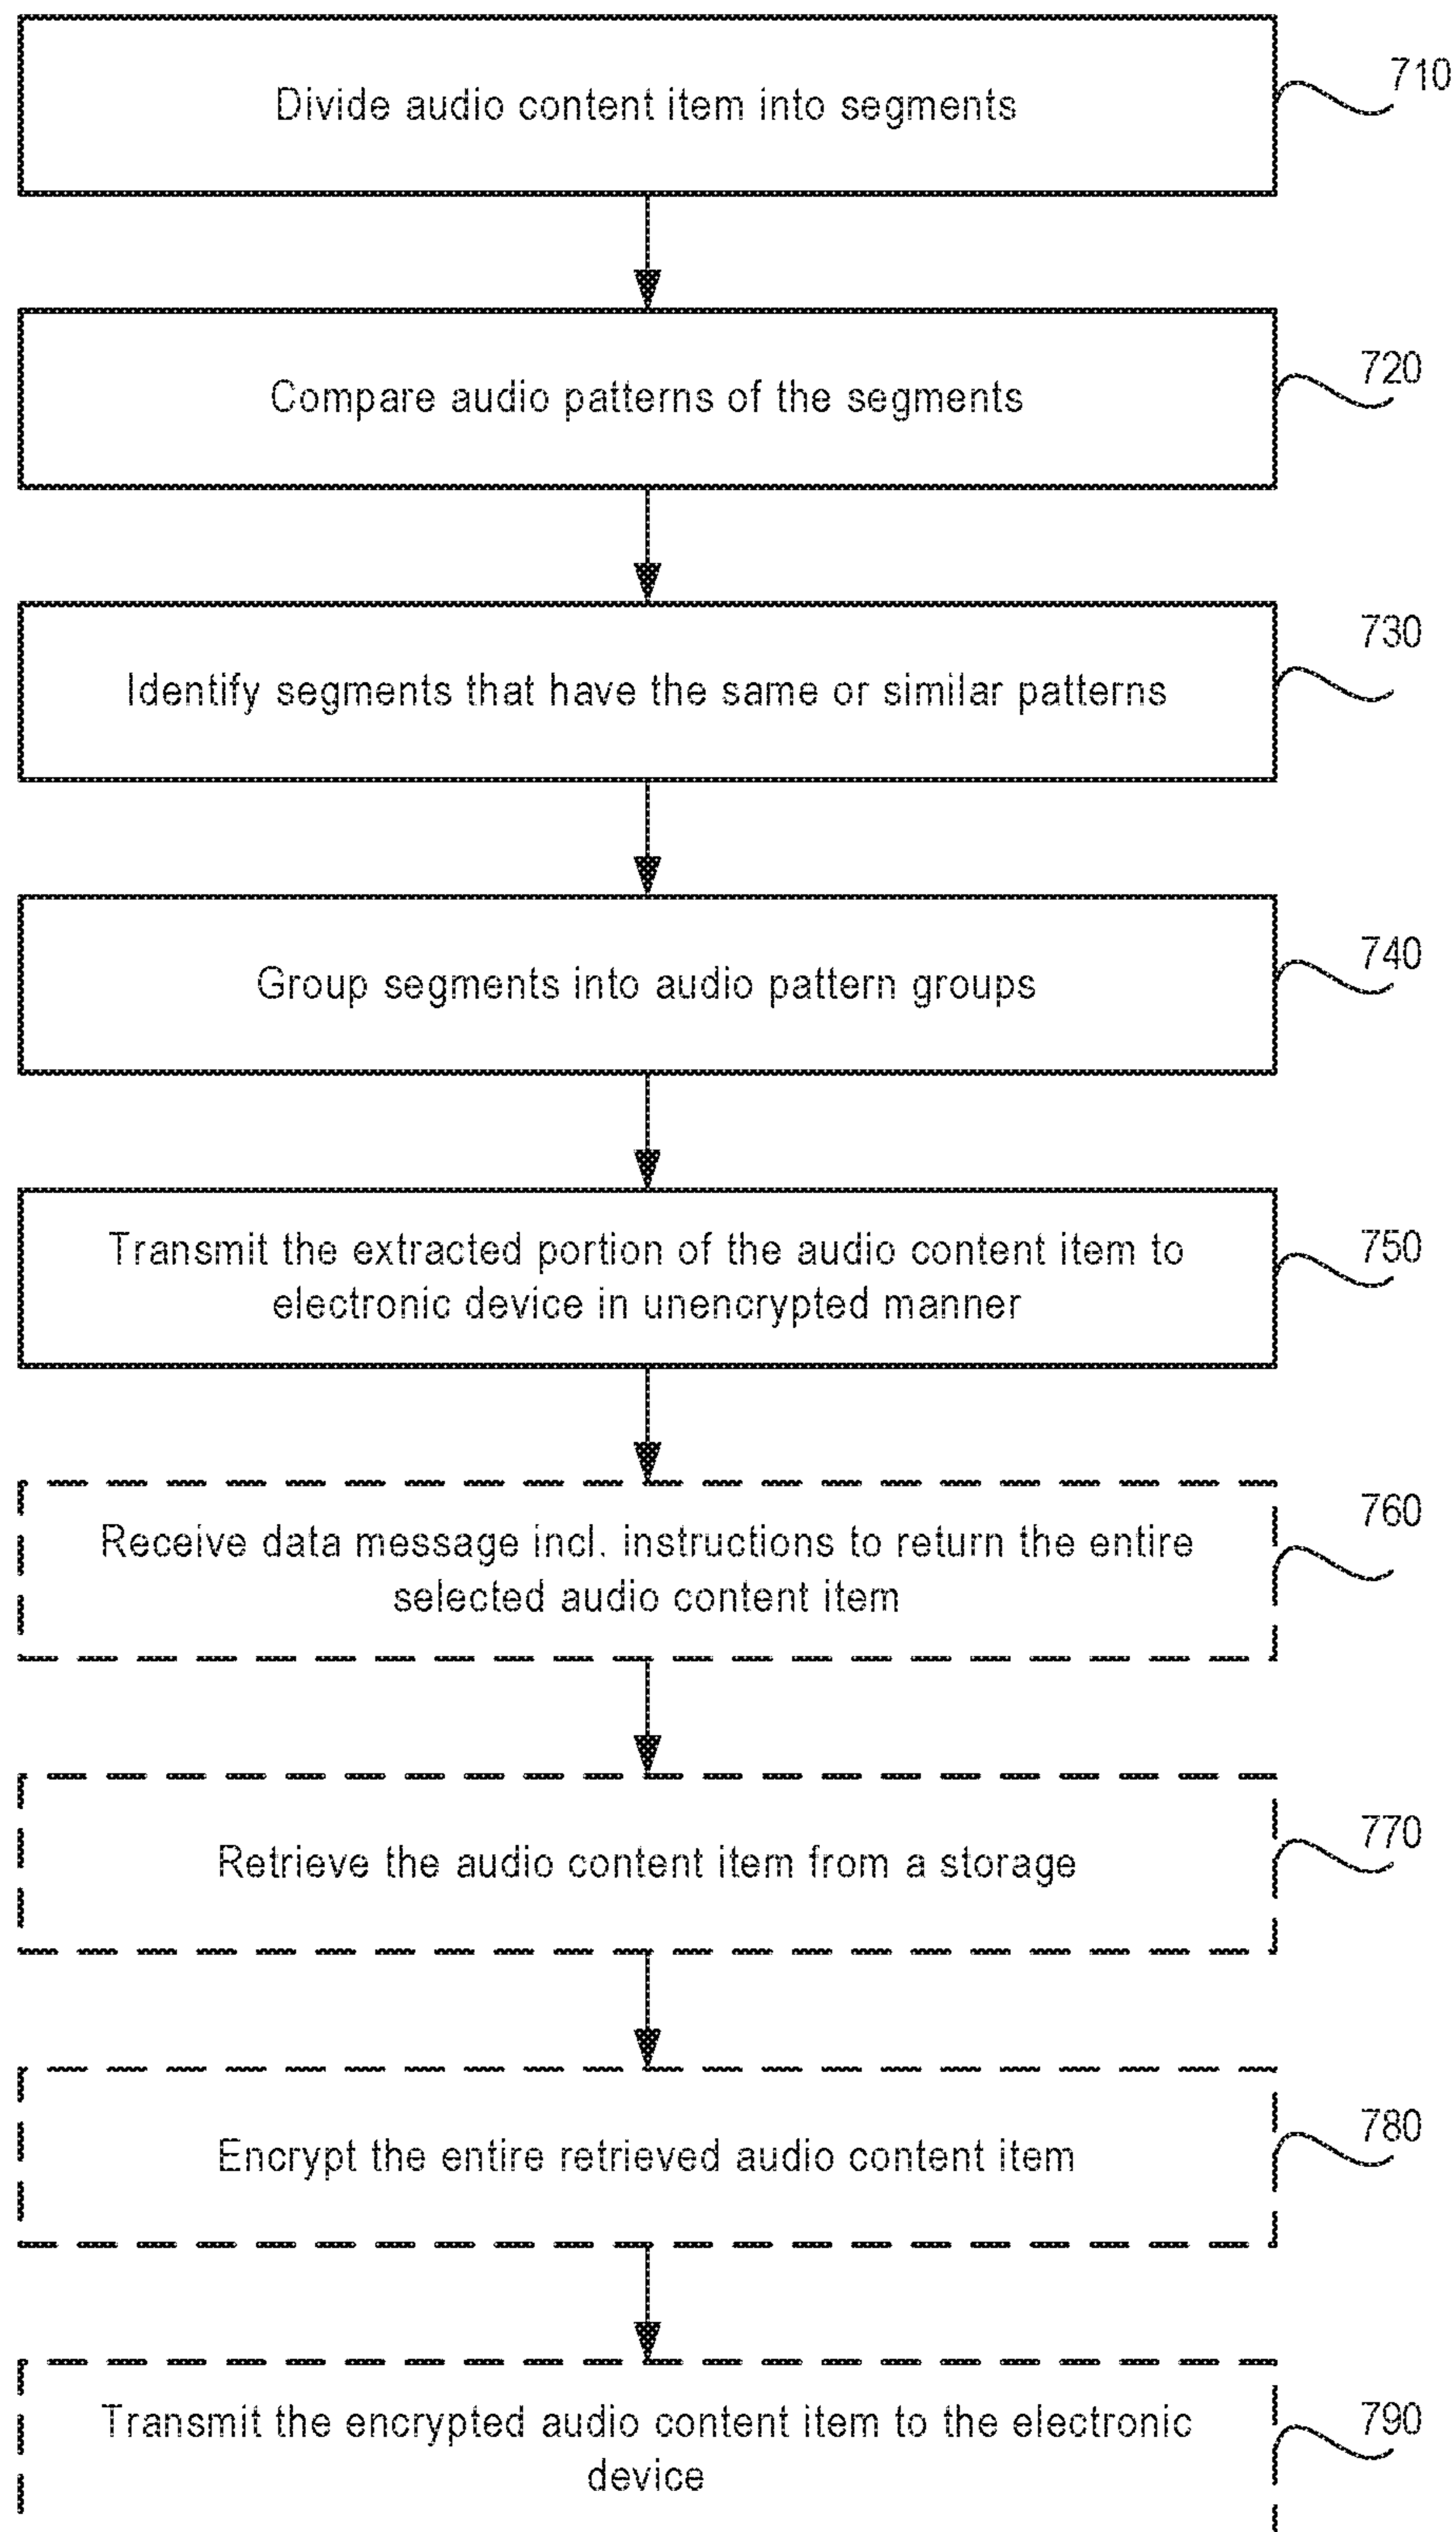 Divide audio content item into segments
710
Compare audio patterns of the segments
720
Identify segments that have the same or similar patterns
730
Group segments into audio pattern groups
740
Transmit the extracted portion of the audio content item to
electronic device in unencrypted manner
750
Receive data message incl. instructions to return the entire
selected audio content item
760
Retrieve the audio content item from a storage
770
Encrypt the entire retrieved audio content item
780
Transmit the encrypted audio content item to the electronic
device
790